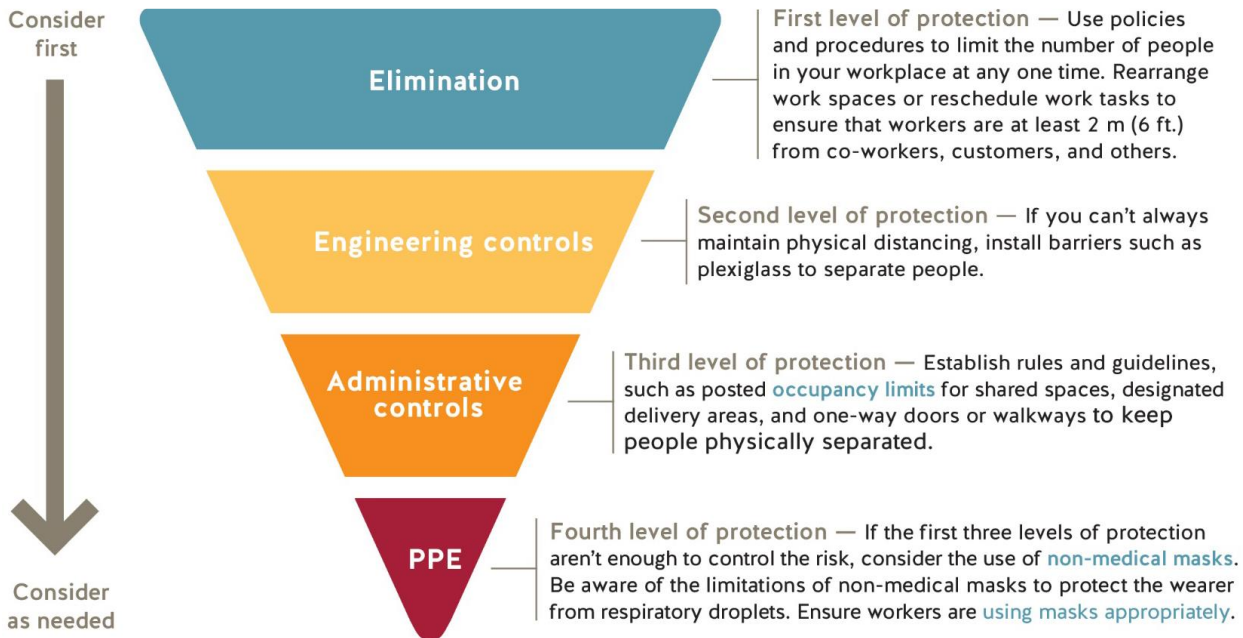 Consider
first
Elimination
First level of protection — Use policies
and procedures to limit the number of people
in your workplace at any one time. Rearrange
work spaces or reschedule work tasks to
ensure that workers are at least 2 m (6 ft.)
from co-workers, customers, and others.
Engineering controls
Second level of protection — If you can't always
maintain physical distancing, install barriers such as
plexiglass to separate people.
Administrative
controls
Third level of protection — Establish rules and guidelines,
such as posted occupancy limits for shared spaces, designated
delivery areas, and one-way doors or walkways to keep
people physically separated.
PPE
Fourth level of protection — If the first three levels of protection
aren't enough to control the risk, consider the use of non-medical masks.
Be aware of the limitations of non-medical masks to protect the wearer
from respiratory droplets. Ensure workers are using masks appropriately.
Consider
as needed